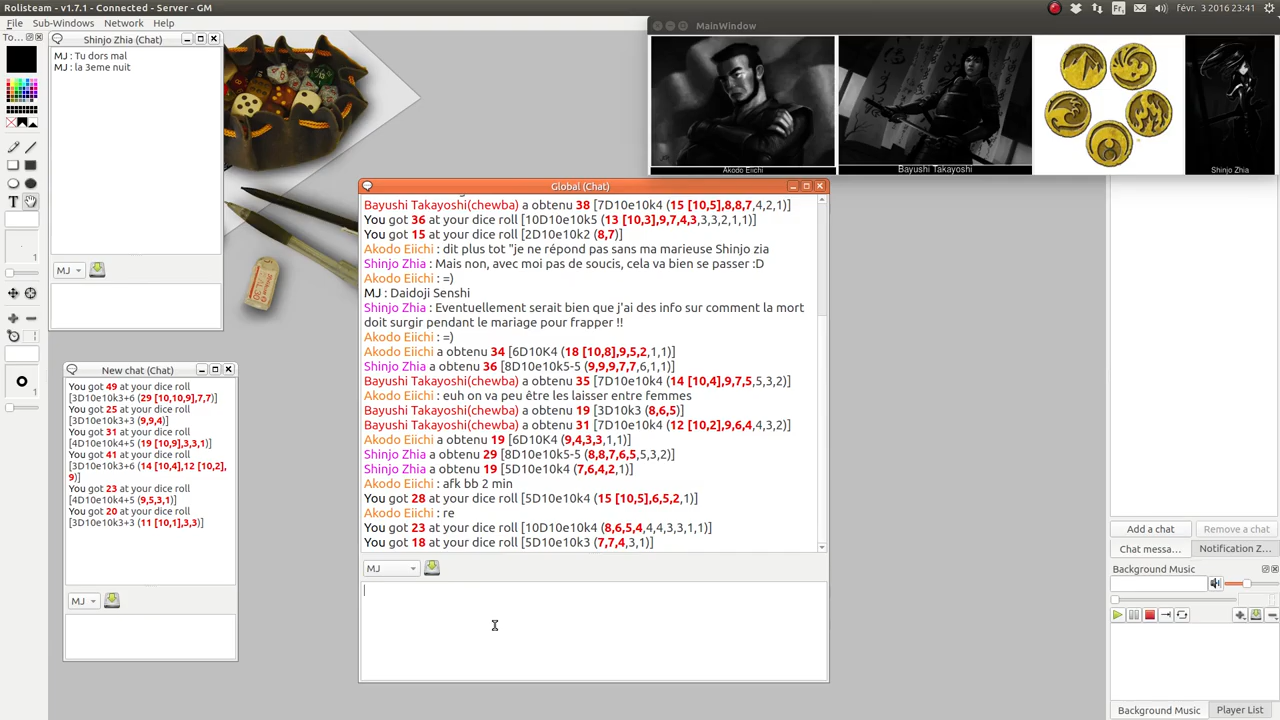 Rolisteam - v1.7.1 - Connected - Server - GM
Fr₁
févr. 3 2016 23:41
File Sub-Windows Network Help
To...
Shinjo Zhia (Chat)
MJ : Tu dors mal
MJ : la 3eme nuit
MJ
MainWindow
Akodo Eiichi
Bayushi Takayoshi
Shinjo Zhia
T
1
1
New chat (Chat)
You got 49 at your dice roll
[3D10e10k3+6 (29 [10,10,9],7,7)]
You got 25 at your dice roll
[3D10e10k3+3 (9,9,4)]
You got 31 at your dice roll
[4D10e10k4+5 (19 [10,9],3,3,1)]
You got 41 at your dice roll
[3D10e10k3+6 (14 [10,4],12 [10,2],
9)]
You got 23 at your dice roll
[4D10e10k4+5 (9,5,3,1)]
You got 20 at your dice roll
[3D10e10k3+3 (11 [10,1],3,3)]
MJ
Global (Chat)
Bayushi Takayoshi(chewba) a obtenu 38 [7D10e10k4 (15 [10,5],8,8,7,4,2,1)]
You got 36 at your dice roll [10D10e10k5 (13 [10,3],9,7,4,3,3,3,2,1,1)]
You got 15 at your dice roll [2D10e10k2 (8,7)]
Akodo Eiichi : dit plus tot "je ne répond pas sans ma marieuse Shinjo zia
Shinjo Zhia : Mais non, avec moi pas de soucis, cela va bien se passer :D
Akodo Eiichi : =)
MJ : Daidoji Senshi
Shinjo Zhia : Eventuellement serait bien que j'ai des info sur comment la mort
doit surgir pendant le mariage pour frapper !!
Akodo Eiichi : =)
Akodo Eiichi a obtenu 34 [6D10K4 (18 [10,8],9,5,2,1,1)]
Shinjo Zhia a obtenu 36 [8D10e10k5-5 (9,9,9,7,7,6,1,1)]
Bayushi Takayoshi(chewba) a obtenu 35 [7D10e10k4 (14 [10,4],9,7,5,5,3,2)]
Akodo Eiichi : euh on va peu être les laisser entre femmes
Bayushi Takayoshi(chewba) a obtenu 19 [3D10k3 (8,6,5)]
Bayushi Takayoshi(chewba) a obtenu 31 [7D10e10k4 (12 [10,2],9,6,4,4,3,2)]
Akodo Eiichi a obtenu 19 [6D10K4 (9,4,3,3,1,1)]
Shinjo Zhia a obtenu 29 [8D10e10k5-5 (8,8,7,6,5,5,3,2)]
Shinjo Zhia a obtenu 19 [5D10e10k4 (7,6,4,2,1)]
Akodo Eiichi : afk bb 2 min
You got 28 at your dice roll [5D10e10k4 (15 [10,5],6,5,2,1)]
Akodo Eiichi : re
You got 23 at your dice roll [10D10e10k4 (8,6,5,4,4,4,3,3,1,1)]
You got 18 at your dice roll [5D10e10k3 (7,7,4,3,1)]
MJ
Add a chat
Remove a chat
Chat messa...
Notification Z...
Background Music
Background Music
Player List